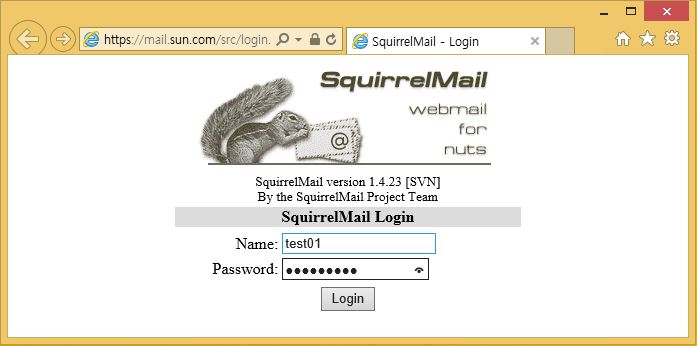 https://mail.sun.com/src/login.
SquirrelMail - Login
SquirrelMail
webmail
for
nuts
@
SquirrelMail version 1.4.23 [SVN]
By the SquirrelMail Project Team
SquirrelMail Login
Name: test01
Password: ●●●●●●●●●
Login